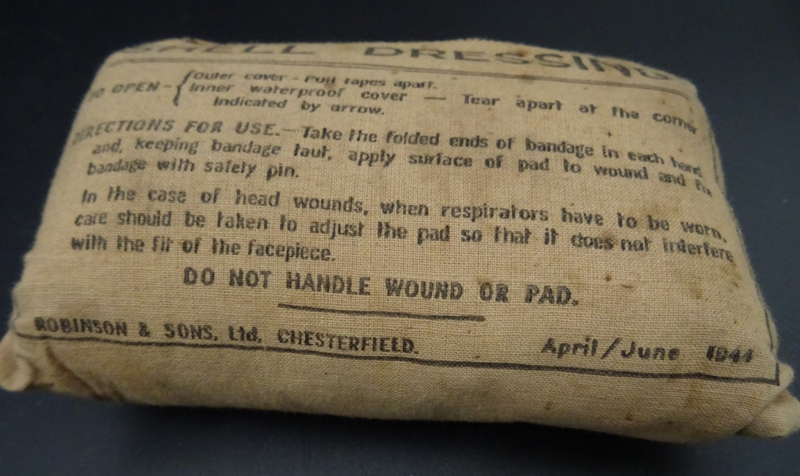 SHELL DRESSING
TO OPEN - { Outer cover - Pull tapes apart.
Inner waterproof cover — Tear apart at the corner
Indicated by arrow.
DIRECTIONS FOR USE. - Take the folded ends of bandage in each hand
and, keeping bandage taut, apply surface of pad to wound and fix
bandage with safety pin.
In the case of head wounds, when respirators have to be worn,
care should be taken to adjust the pad so that it does not interfere
with the fit of the facepiece.
DO NOT HANDLE WOUND OR PAD.
ROBINSON & SONS, Ltd, CHESTERFIELD. April/June 1944